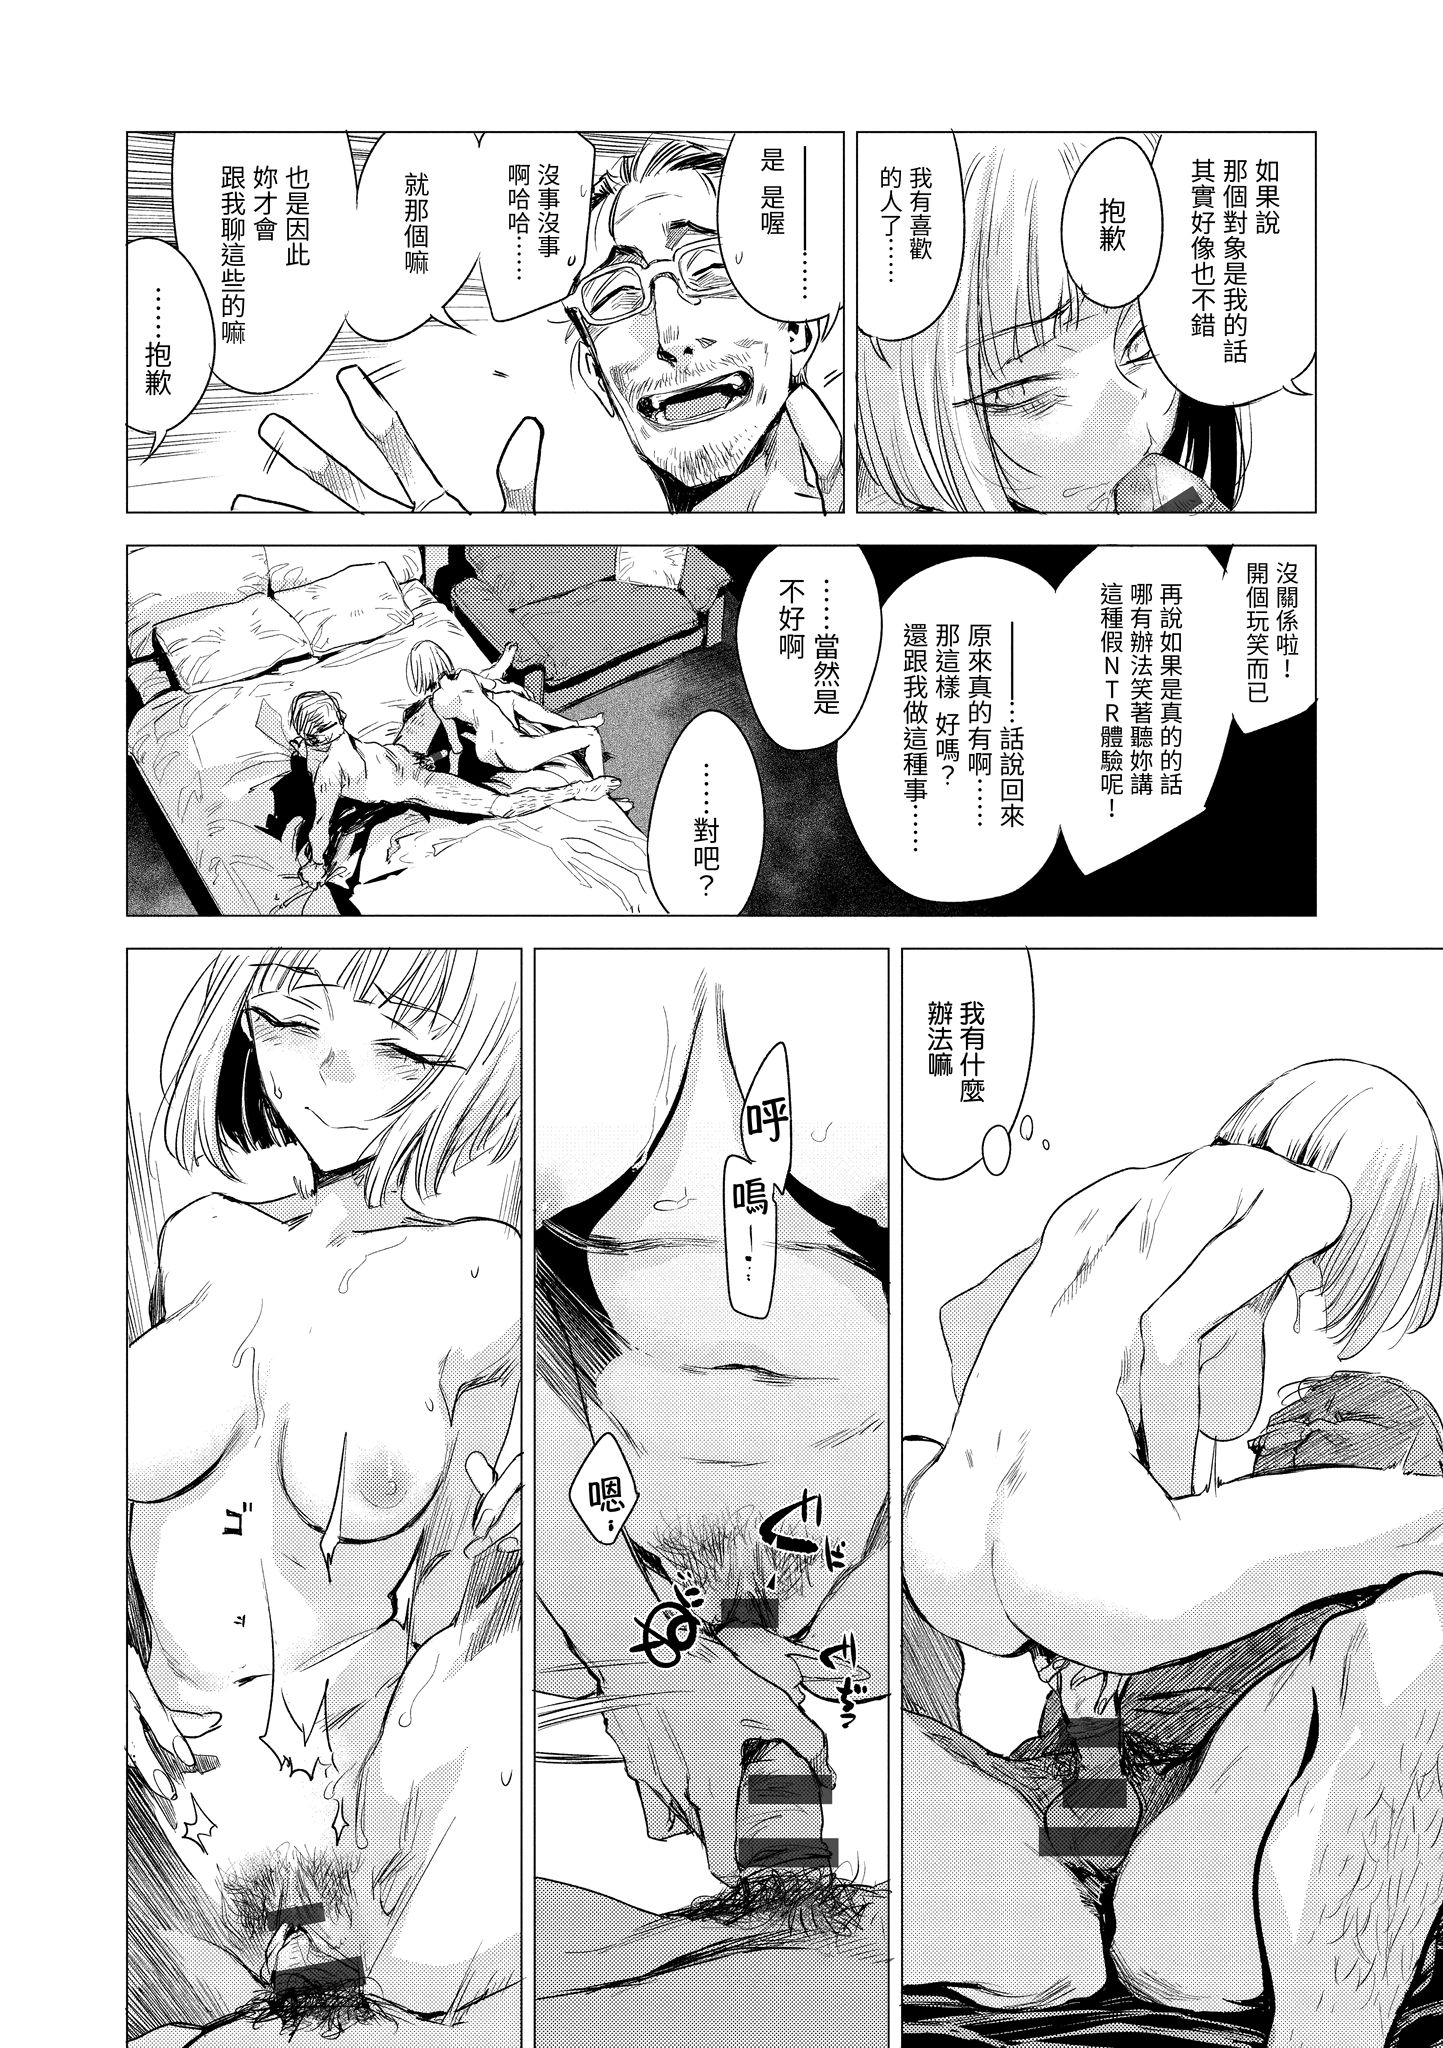 如果說
那個對象是我的話
其實好像也不錯
抱歉
我有喜歡
的人了……
——————
是 是喔
………
沒事沒事
啊哈哈……
就那個嘛
也是因此
妳才會
跟我聊這些的嘛
……抱歉
沒關係啦！
開個玩笑而已
再說如果是真的的話
哪有辦法笑著聽妳講
這種假NTR體驗呢！
————…話說回來
原來真的有啊……
那這樣 好嗎？
還跟我做這種事……
……當然是
不好啊
……對吧？
我有什麼
辦法嘛
呼
嗚—…
嗯…
ぢゅっ
ゴ